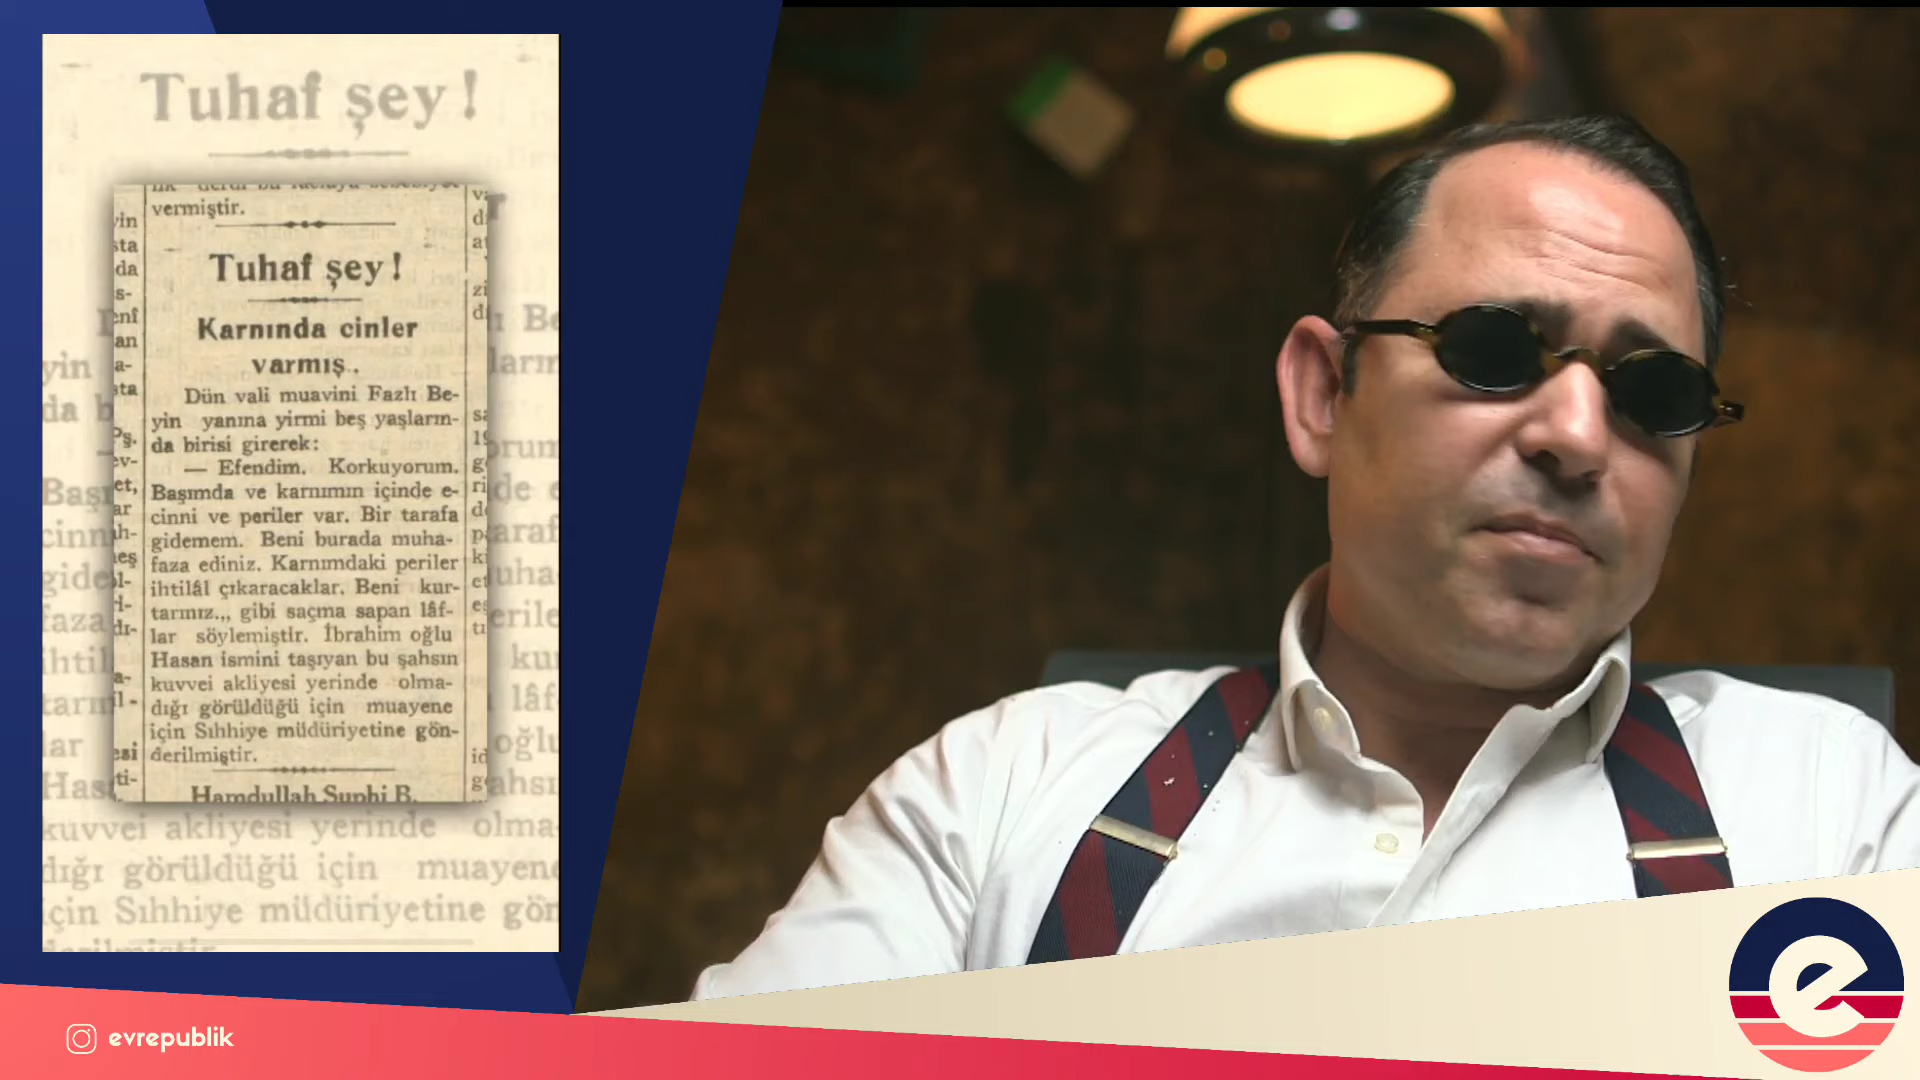 Tuhaf şey !
vermiştir.
Tuhaf şey !
Karnında cinler
varmış.
Dün vali muavini Fazlı Be-
yin yanına yirmi beş yaşların-
da birisi girerek:
— Efendim. Korkuyorum.
Başımda ve karnımın içinde e-
cinni ve periler var. Bir tarafa
gidemem. Beni burada muha-
faza ediniz. Karnımdaki periler
ihtilâl çıkaracaklar. Beni kur-
tarınız.,, gibi saçma sapan lâf-
lar söylemiştir. İbrahim oğlu
Hasan ismini taşıyan bu şahsın
kuvvei akliyesi yerinde olma-
dığı görüldüğü için muayene
için Sıhhiye müdüriyetine gön-
derilmiştir.
Hamdullah Suphi B.
kuvvei akliyesi yerinde olma-
dığı görüldüğü için muayene
için Sıhhiye müdüriyetine gön
derilmiştir
evrepublik
e